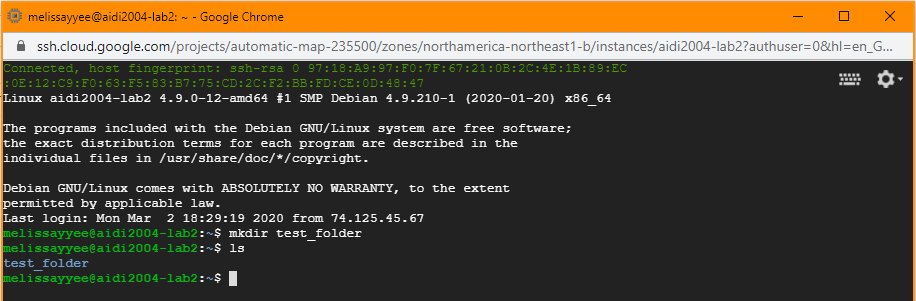 melissayyee@aidi2004-lab2: ~ - Google Chrome
ssh.cloud.google.com/projects/automatic-map-235500/zones/northamerica-northeast1-b/instances/aidi2004-lab2?authuser=0&hl=en_G...
Connected, host fingerprint: ssh-rsa 0 97:18:A9:97:F0:7F:67:21:0B:2C:4E:1B:89:EC
:0E:12:C9:F0:63:F5:83:B7:75:CD:2C:F2:BB:FD:CE:0D:48:47
Linux aidi2004-lab2 4.9.0-12-amd64 #1 SMP Debian 4.9.210-1 (2020-01-20) x86_64
The programs included with the Debian GNU/Linux system are free software;
the exact distribution terms for each program are described in the
individual files in /usr/share/doc/*/copyright.
Debian GNU/Linux comes with ABSOLUTELY NO WARRANTY, to the extent
permitted by applicable law.
Last login: Mon Mar  2 18:29:19 2020 from 74.125.45.67
melissayyee@aidi2004-lab2:~$ mkdir test_folder
melissayyee@aidi2004-lab2:~$ ls
test_folder
melissayyee@aidi2004-lab2:~$